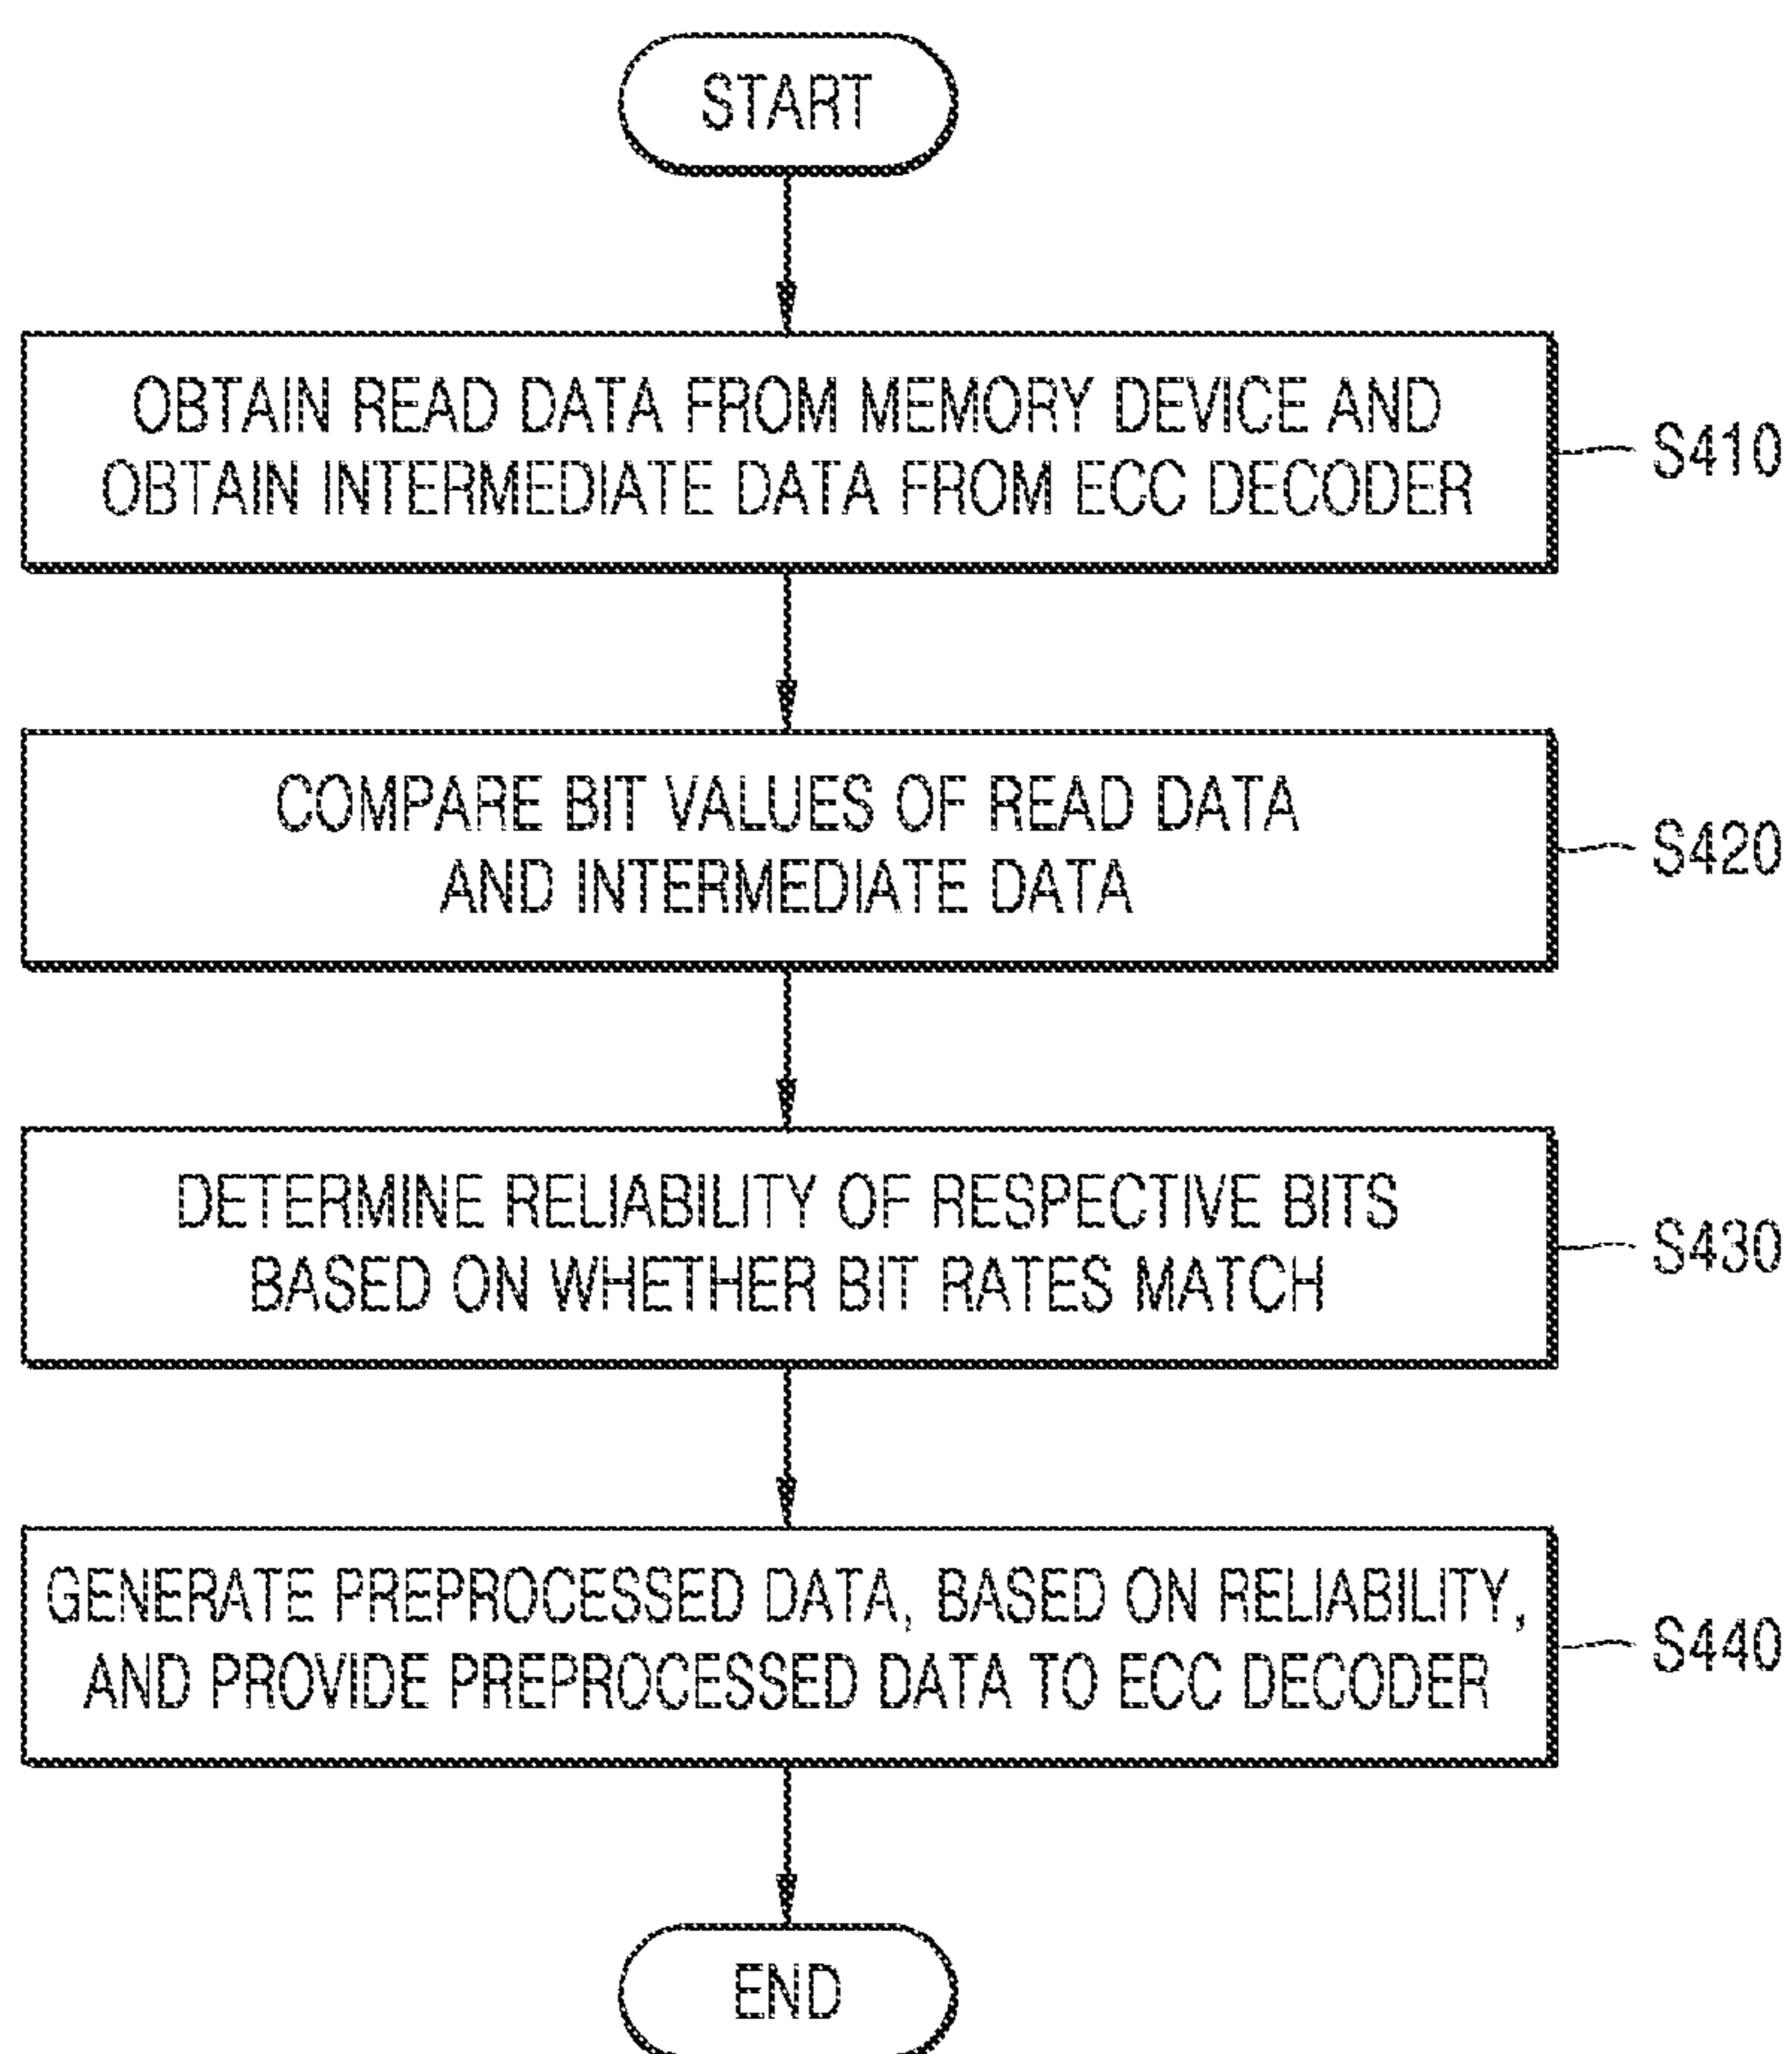 START
OBTAIN READ DATA FROM MEMORY DEVICE AND
OBTAIN INTERMEDIATE DATA FROM ECC DECODER
S410
COMPARE BIT VALUES OF READ DATA
AND INTERMEDIATE DATA
S420
DETERMINE RELIABILITY OF RESPECTIVE BITS
BASED ON WHETHER BIT RATES MATCH
S430
GENERATE PREPROCESSED DATA, BASED ON RELIABILITY,
AND PROVIDE PREPROCESSED DATA TO ECC DECODER
S440
END